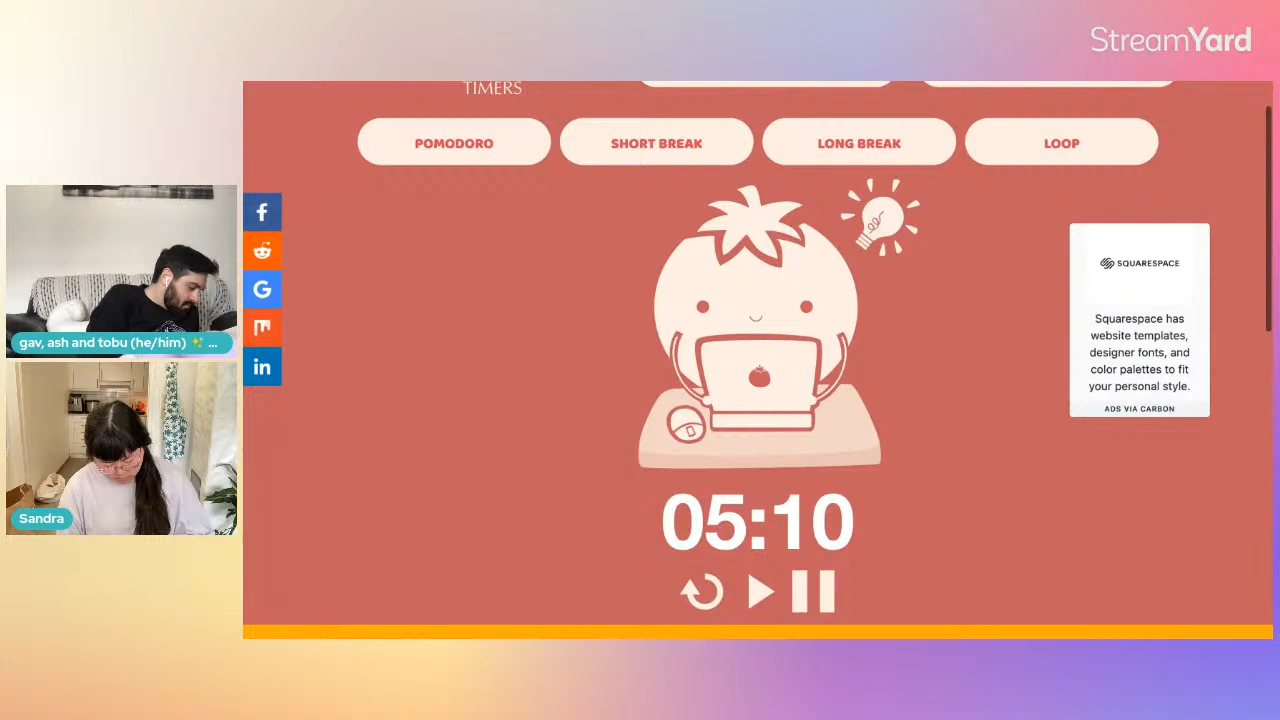 StreamYard
TIMERS
POMODORO
SHORT BREAK
LONG BREAK
LOOP
SQUARESPACE
Squarespace has
website templates,
designer fonts, and
color palettes to fit
your personal style.
ADS VIA CARBON
gav, ash and tobu (he/him) ✨ ...
Sandra
05:10